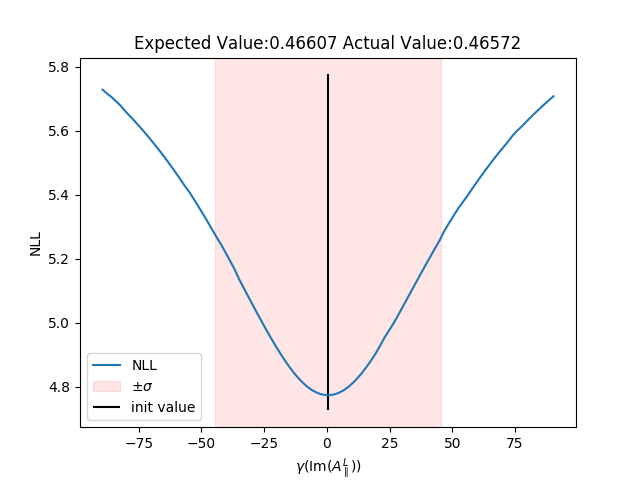 Expected Value:0.46607 Actual Value:0.46572
5.8
5.6
5.4
5.2
5.0
4.8
NLL
NLL
±σ
init value
−75 −50 −25 0 25 50 75
γ(Im(A^L_∥))